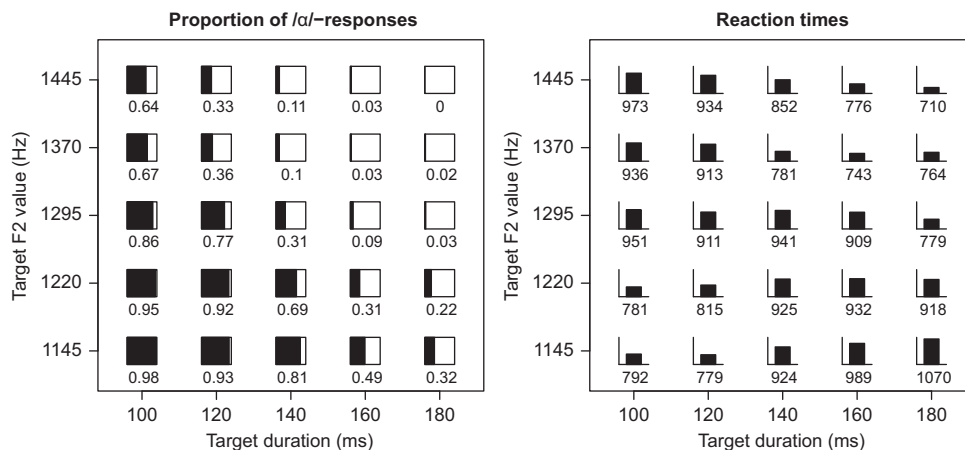 Proportion of /ɑ/−responses
Target F2 value (Hz)
1445
0.64 0.33 0.11 0.03 0
1370
0.67 0.36 0.1 0.03 0.02
1295
0.86 0.77 0.31 0.09 0.03
1220
0.95 0.92 0.69 0.31 0.22
1145
0.98 0.93 0.81 0.49 0.32
100 120 140 160 180
Target duration (ms)
Reaction times
Target F2 value (Hz)
1445
973 934 852 776 710
1370
936 913 781 743 764
1295
951 911 941 909 779
1220
781 815 925 932 918
1145
792 779 924 989 1070
100 120 140 160 180
Target duration (ms)